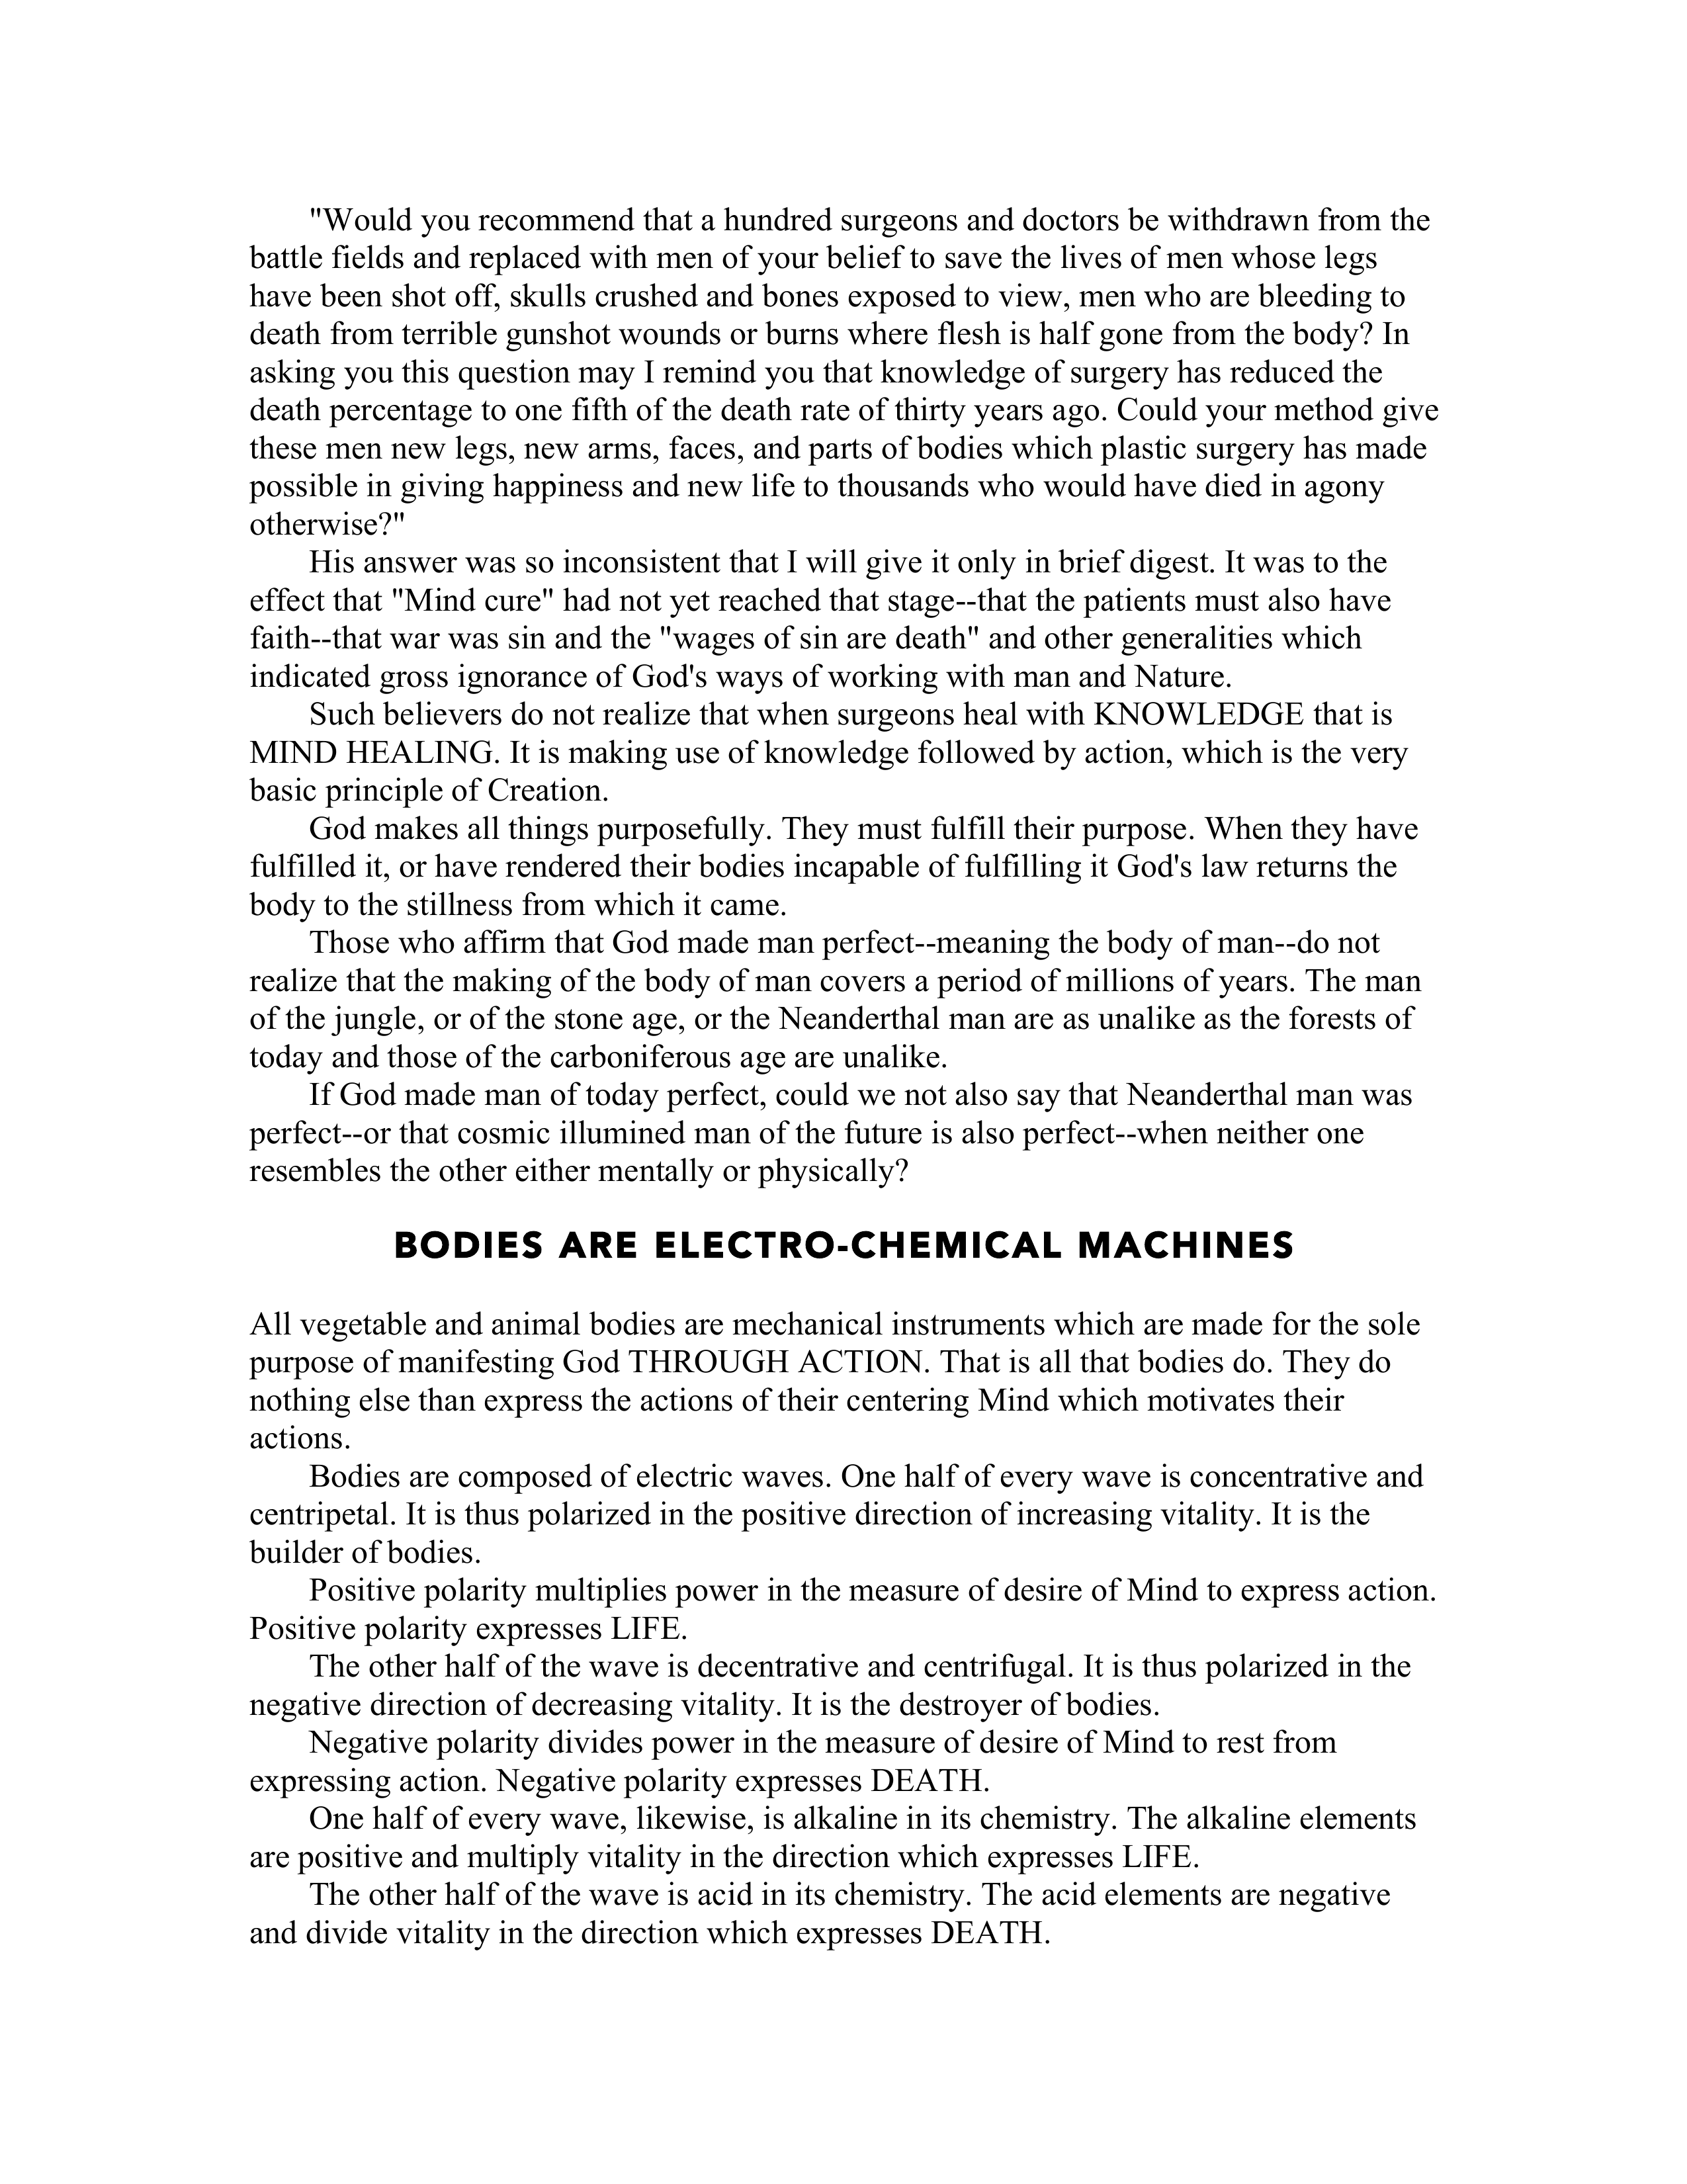 "Would you recommend that a hundred surgeons and doctors be withdrawn from the
battle fields and replaced with men of your belief to save the lives of men whose legs
have been shot off, skulls crushed and bones exposed to view, men who are bleeding to
death from terrible gunshot wounds or burns where flesh is half gone from the body? In
asking you this question may I remind you that knowledge of surgery has reduced the
death percentage to one fifth of the death rate of thirty years ago. Could your method give
these men new legs, new arms, faces, and parts of bodies which plastic surgery has made
possible in giving happiness and new life to thousands who would have died in agony
otherwise?"
His answer was so inconsistent that I will give it only in brief digest. It was to the
effect that "Mind cure" had not yet reached that stage--that the patients must also have
faith--that war was sin and the "wages of sin are death" and other generalities which
indicated gross ignorance of God's ways of working with man and Nature.
Such believers do not realize that when surgeons heal with KNOWLEDGE that is
MIND HEALING. It is making use of knowledge followed by action, which is the very
basic principle of Creation.
God makes all things purposefully. They must fulfill their purpose. When they have
fulfilled it, or have rendered their bodies incapable of fulfilling it God's law returns the
body to the stillness from which it came.
Those who affirm that God made man perfect--meaning the body of man--do not
realize that the making of the body of man covers a period of millions of years. The man
of the jungle, or of the stone age, or the Neanderthal man are as unalike as the forests of
today and those of the carboniferous age are unalike.
If God made man of today perfect, could we not also say that Neanderthal man was
perfect--or that cosmic illumined man of the future is also perfect--when neither one
resembles the other either mentally or physically?
BODIES ARE ELECTRO-CHEMICAL MACHINES
All vegetable and animal bodies are mechanical instruments which are made for the sole
purpose of manifesting God THROUGH ACTION. That is all that bodies do. They do
nothing else than express the actions of their centering Mind which motivates their
actions.
Bodies are composed of electric waves. One half of every wave is concentrative and
centripetal. It is thus polarized in the positive direction of increasing vitality. It is the
builder of bodies.
Positive polarity multiplies power in the measure of desire of Mind to express action.
Positive polarity expresses LIFE.
The other half of the wave is decentrative and centrifugal. It is thus polarized in the
negative direction of decreasing vitality. It is the destroyer of bodies.
Negative polarity divides power in the measure of desire of Mind to rest from
expressing action. Negative polarity expresses DEATH.
One half of every wave, likewise, is alkaline in its chemistry. The alkaline elements
are positive and multiply vitality in the direction which expresses LIFE.
The other half of the wave is acid in its chemistry. The acid elements are negative
and divide vitality in the direction which expresses DEATH.